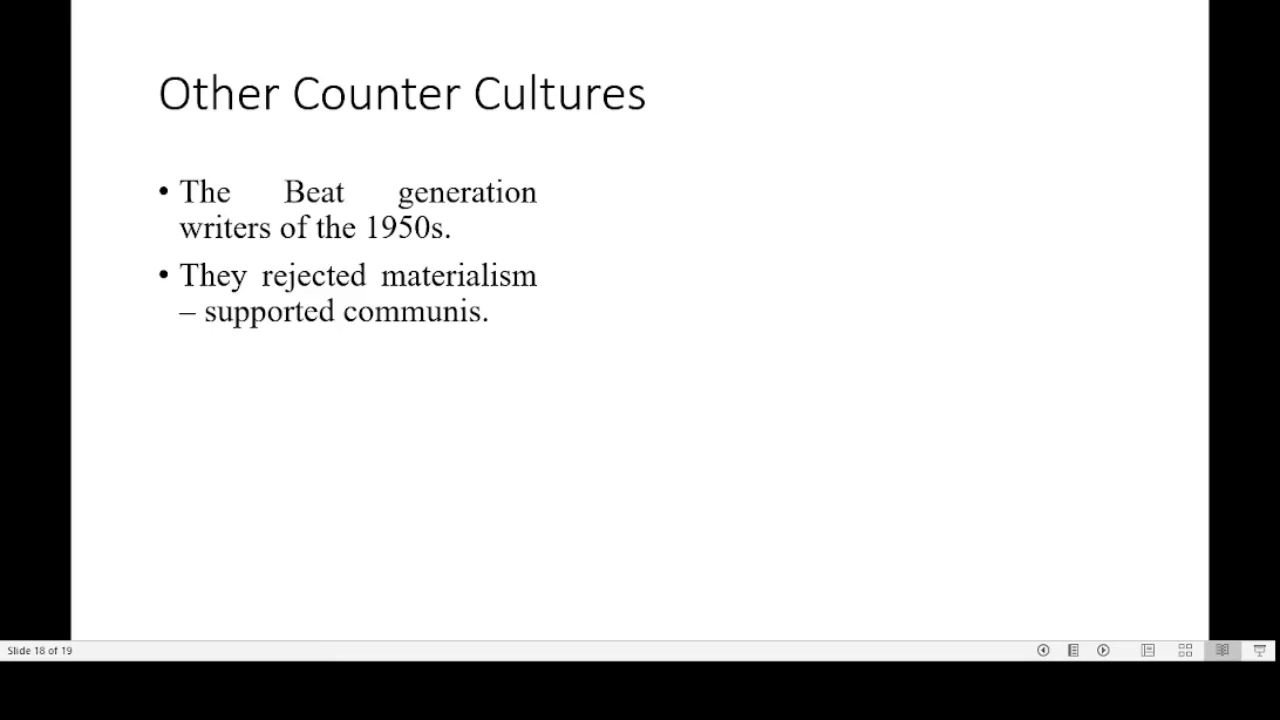 Other Counter Cultures
• The Beat generation
writers of the 1950s.
• They rejected materialism
– supported communis.
Slide 18 of 19